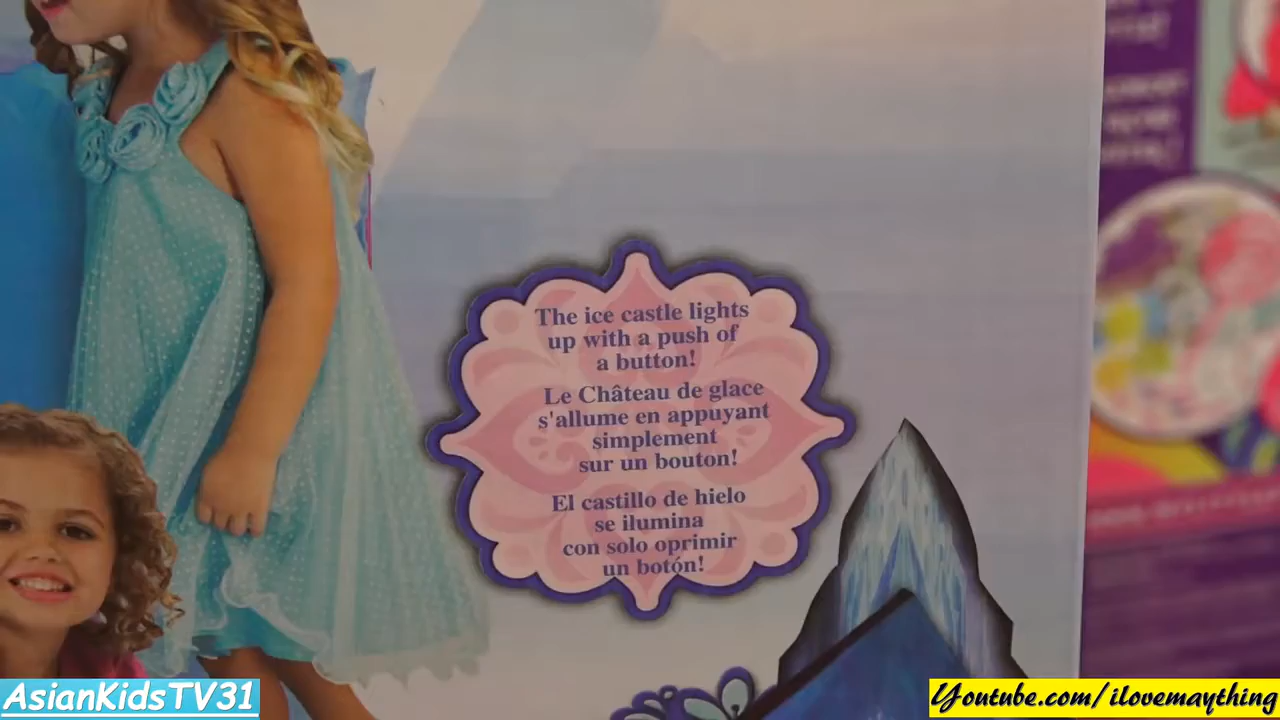 The ice castle lights
up with a push of
a button!
Le Château de glace
s'allume en appuyant
simplement
sur un bouton!
El castillo de hielo
se ilumina
con solo oprimir
un botón!
AsianKidsTV31
Youtube.com/ilovemaything